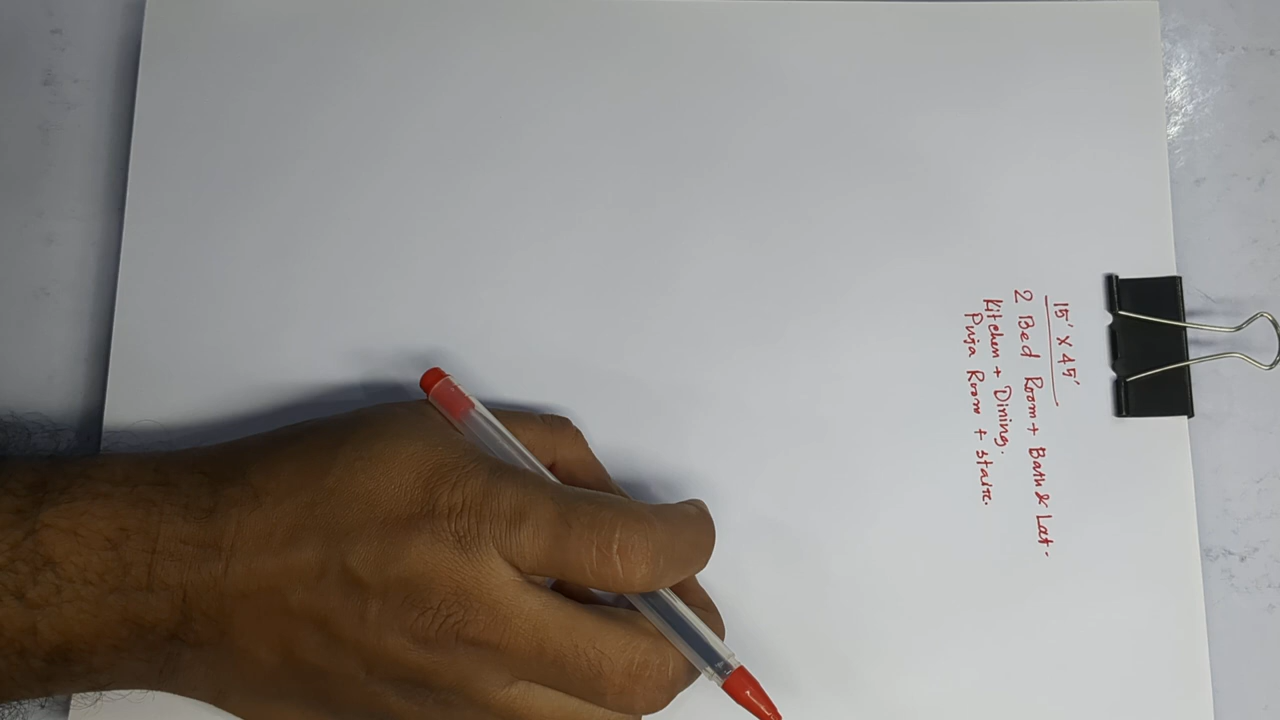 15' X 45'
2 Bed Room + Bath & Lat-
Kitchen + Dining.
Puja Room + stair.